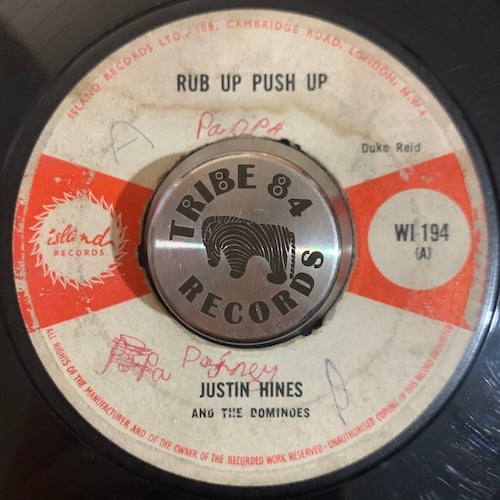 ISLAND RECORDS LTD., 108, CAMBRIDGE ROAD, LONDON, N.W.6
RUB UP PUSH UP
A
PappA
Duke Reid
TRIBE 84
RECORDS
island
RECORDS
WI 194
(A)
Papa
JUSTIN HINES
AND THE DOMINOES
ALL RIGHTS OF THE MANUFACTURER AND OF THE OWNER OF THE RECORDED WORK RESERVED - UNAUTHORISED COPYING OF THIS RECORD PROHIBITED